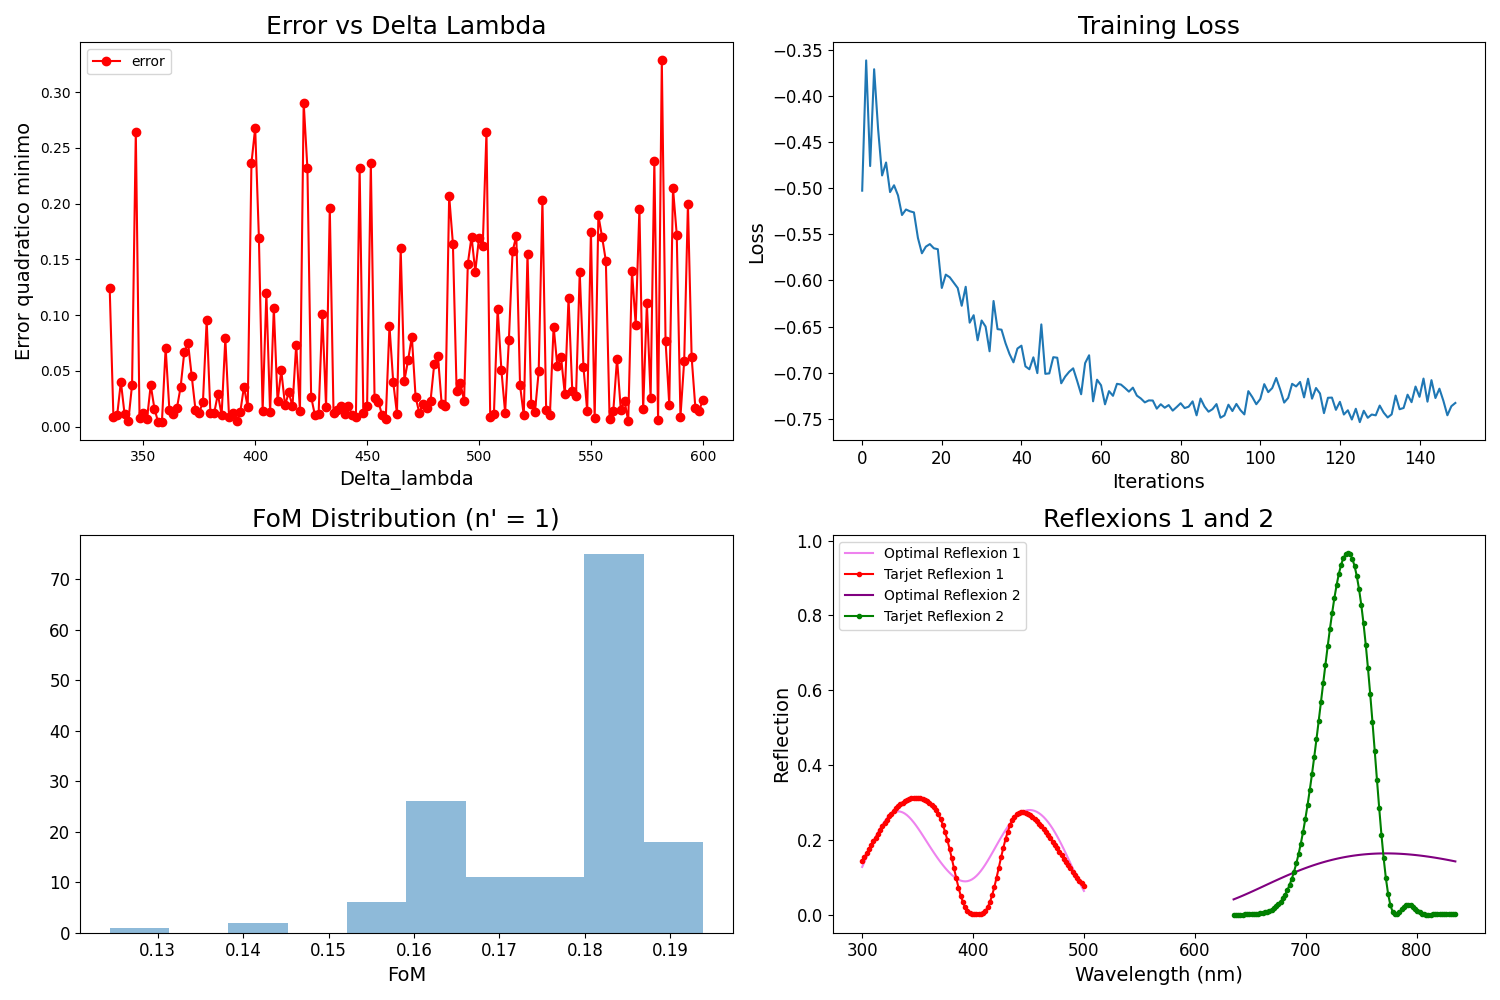 Error vs Delta Lambda
error
Error quadratico minimo
0.30
0.25
0.20
0.15
0.10
0.05
0.00
350 400 450 500 550 600
Delta_lambda
Training Loss
Loss
−0.35
−0.40
−0.45
−0.50
−0.55
−0.60
−0.65
−0.70
−0.75
0 20 40 60 80 100 120 140
Iterations
FoM Distribution (n' = 1)
70
60
50
40
30
20
10
0
0.13 0.14 0.15 0.16 0.17 0.18 0.19
FoM
Reflexions 1 and 2
Optimal Reflexion 1
Tarjet Reflexion 1
Optimal Reflexion 2
Tarjet Reflexion 2
Reflection
1.0
0.8
0.6
0.4
0.2
0.0
300 400 500 600 700 800
Wavelength (nm)